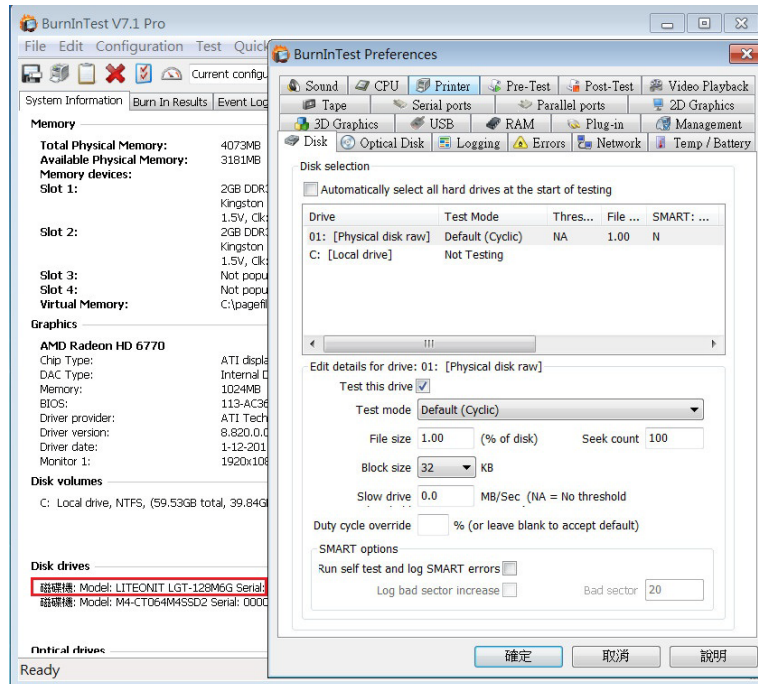 BurnInTest V7.1 Pro
File Edit Configuration Test Quick
Current configu
System Information Burn In Results Event Log
Memory
Total Physical Memory: 4073MB
Available Physical Memory: 3181MB
Memory devices:
Slot 1: 2GB DDR3
Kingston
1.5V, Clk:
Slot 2: 2GB DDR3
Kingston
1.5V, Clk:
Slot 3: Not popu
Slot 4: Not popu
Virtual Memory: C:\pagefil
Graphics
AMD Radeon HD 6770
Chip Type: ATI displa
DAC Type: Internal D
Memory: 1024MB
BIOS: 113-AC36
Driver provider: ATI Tech
Driver version: 8.820.0.0
Driver date: 1-12-201
Monitor 1: 1920x108
Disk volumes
C: Local drive, NTFS, (59.53GB total, 39.84G
Disk drives
磁碟機: Model: LITEONIT LGT-128M6G Serial:
磁碟機: Model: M4-CT064M4SSD2 Serial: 0000
Optical drives
Ready
BurnInTest Preferences
Sound CPU Printer Pre-Test Post-Test Video Playback
Tape Serial ports Parallel ports 2D Graphics
3D Graphics USB RAM Plug-in Management
Disk Optical Disk Logging Errors Network Temp / Battery
Disk selection
Automatically select all hard drives at the start of testing
Drive Test Mode Thres... File ... SMART: ...
01: [Physical disk raw] Default (Cyclic) NA 1.00 N
C: [Local drive] Not Testing
Edit details for drive: 01: [Physical disk raw]
Test this drive
Test mode Default (Cyclic)
File size 1.00 (% of disk) Seek count 100
Block size 32 KB
Slow drive 0.0 MB/Sec (NA = No threshold
Duty cycle override % (or leave blank to accept default)
SMART options
Run self test and log SMART errors
Log bad sector increase Bad sector 20
確定 取消 說明